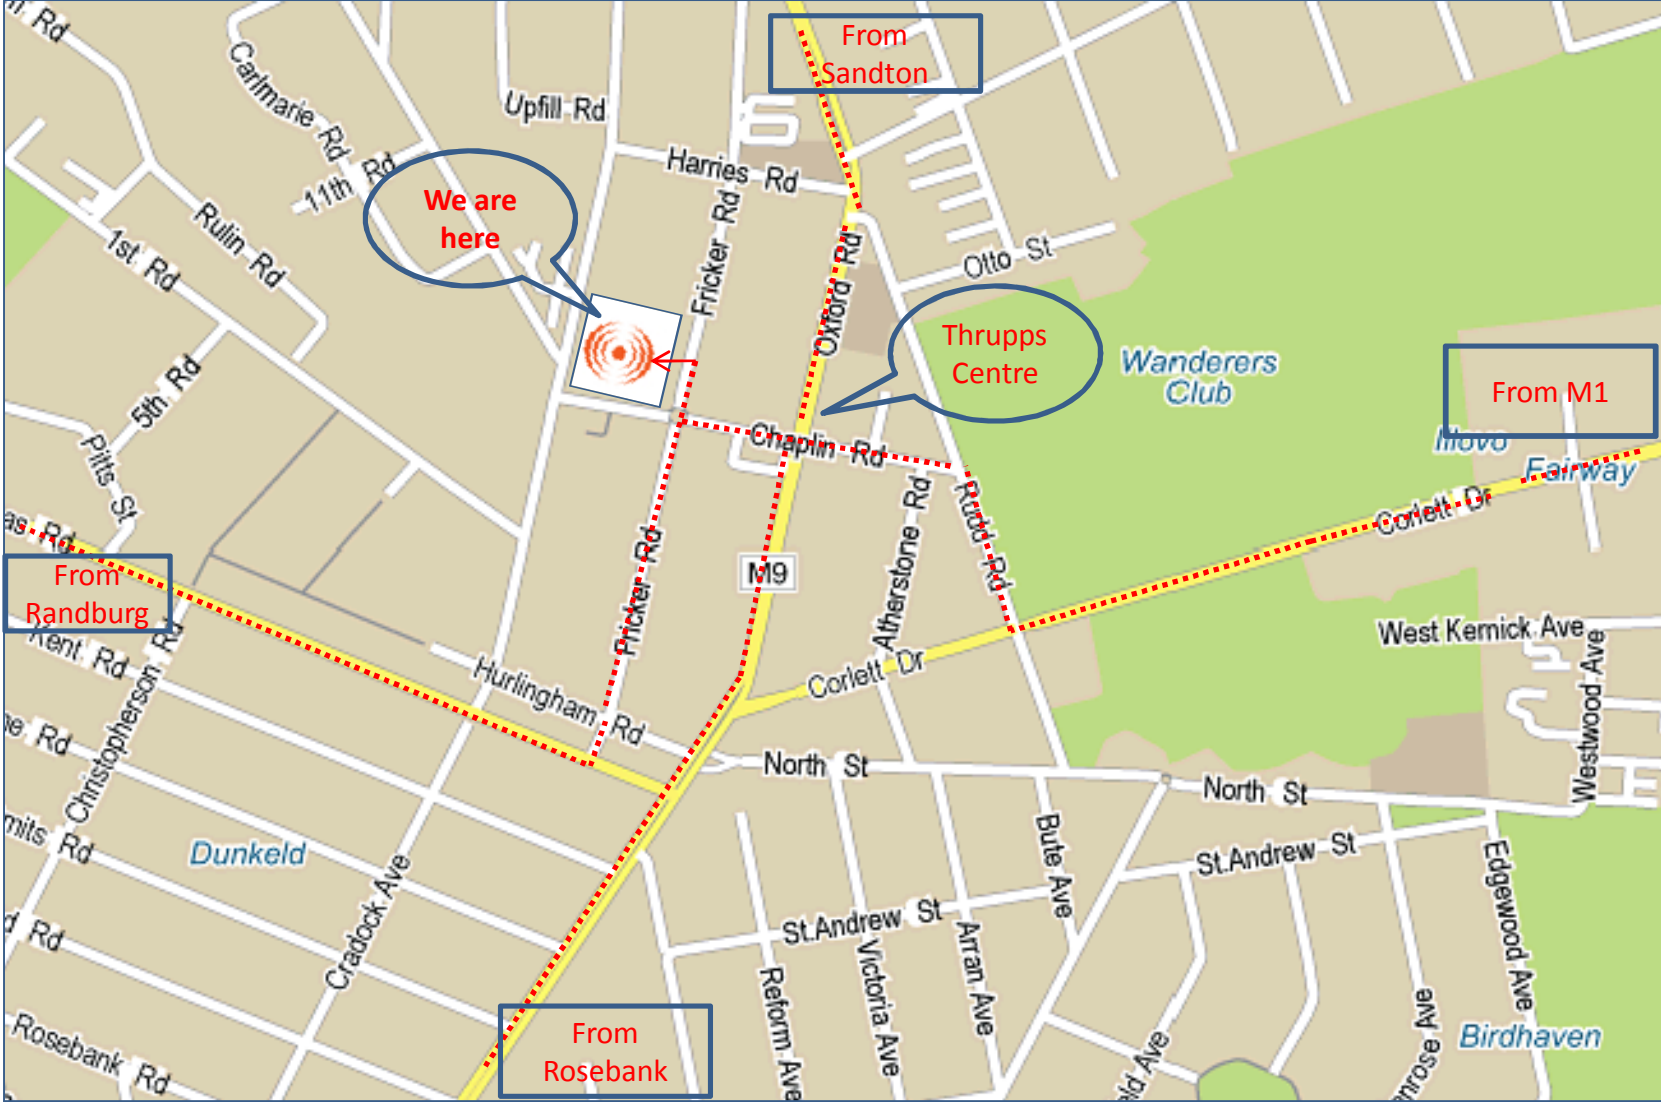 From
Sandton
Carlmarie Rd
Upfill Rd
Harries Rd
11th Rd
We are
here
Rulin Rd
1st Rd
Fricker Rd
Oxford Rd
Otto St
Thrupps
Centre
Wanderers
Club
From M1
Illovo
Fairway
5th Rd
Pitts St
Chaplin Rd
Corlett Dr
Rudd Rd
Atherstone Rd
Fricker Rd
M9
From
Randburg
Kent Rd
Hurlingham Rd
Corlett Dr
West Kernick Ave
Westwood Ave
Christopherson Rd
North St
North St
Dunkeld
Cradock Ave
Bute Ave
St.Andrew St
St.Andrew St
Edgewood Ave
Reform Ave
Victoria Ave
Arran Ave
From
Rosebank
Rosebank Rd
Birdhaven